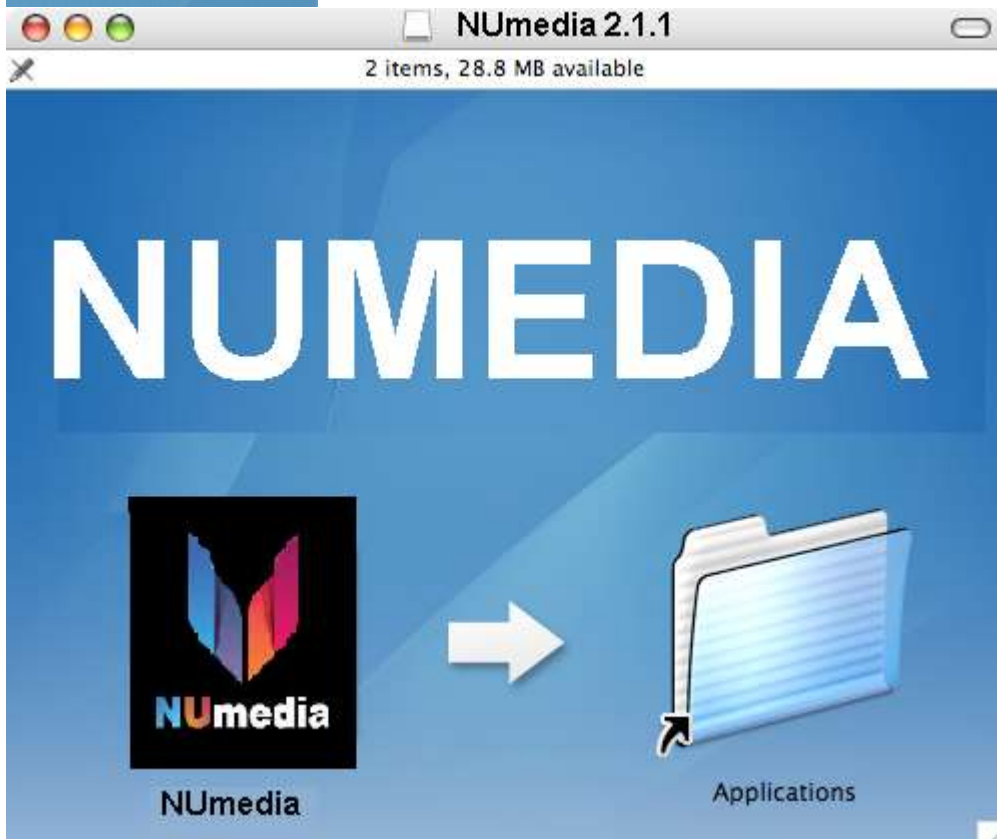 NUmedia 2.1.1
2 items, 28.8 MB available
NUMEDIA
NUmedia
NUmedia
Applications